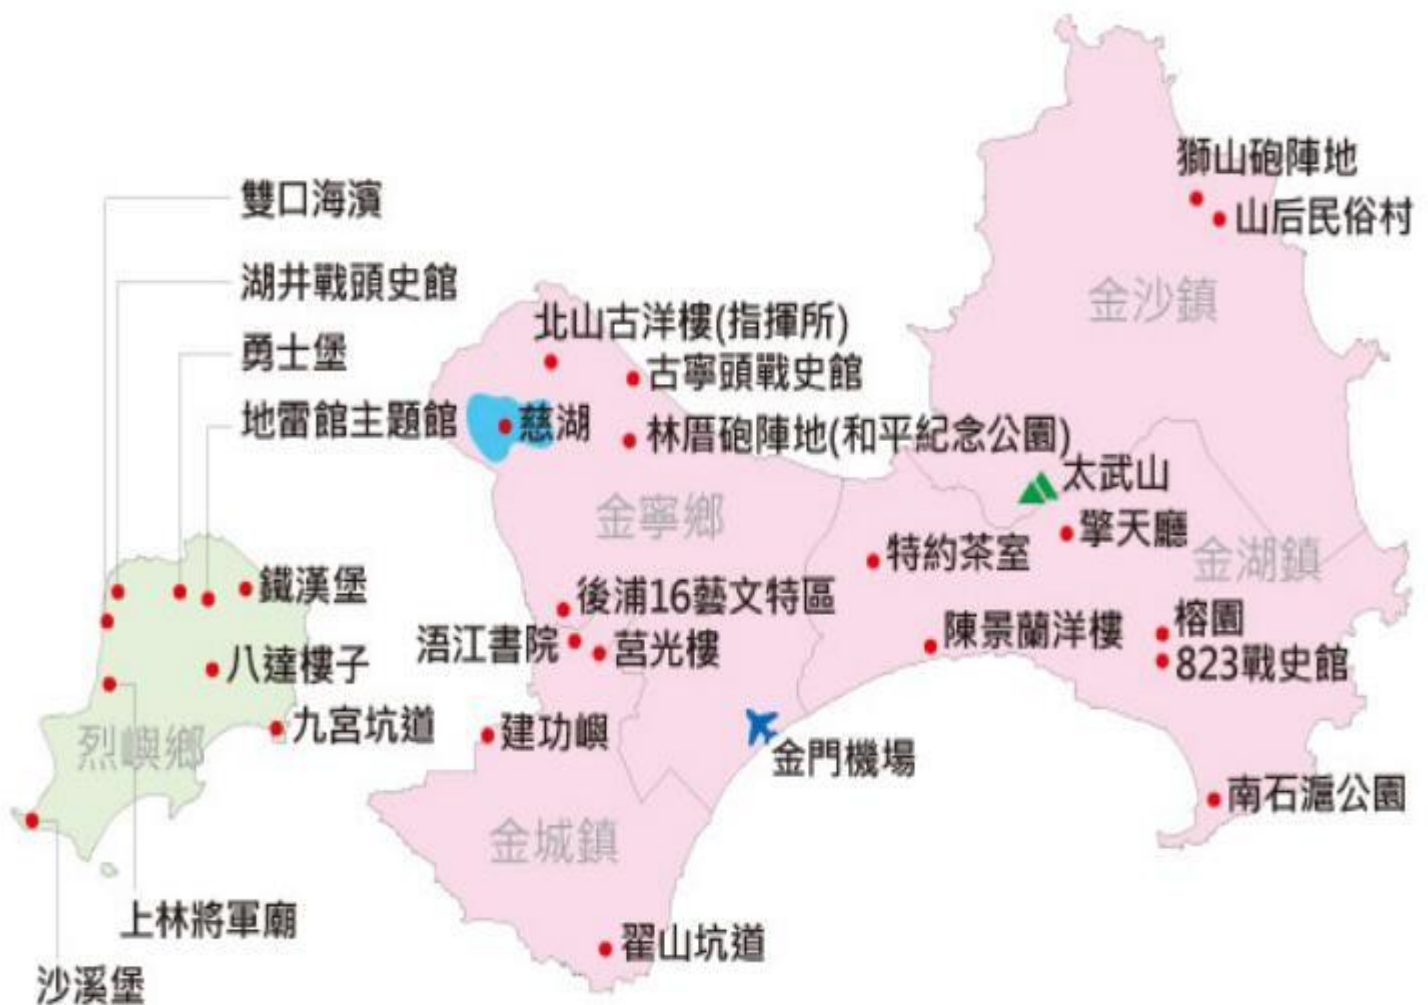 獅山砲陣地
雙口海濱
山后民俗村
湖井戰頭史館
金沙鎮
北山古洋樓(指揮所)
勇士堡
古寧頭戰史館
地雷館主題館
慈湖
林厝砲陣地(和平紀念公園)
太武山
金寧鄉
擎天廳
特約茶室
金湖鎮
鐵漢堡
後浦16藝文特區
榕園
浯江書院
莒光樓
陳景蘭洋樓
823戰史館
八達樓子
九宮坑道
建功嶼
烈嶼鄉
金門機場
南石滬公園
金城鎮
上林將軍廟
翟山坑道
沙溪堡